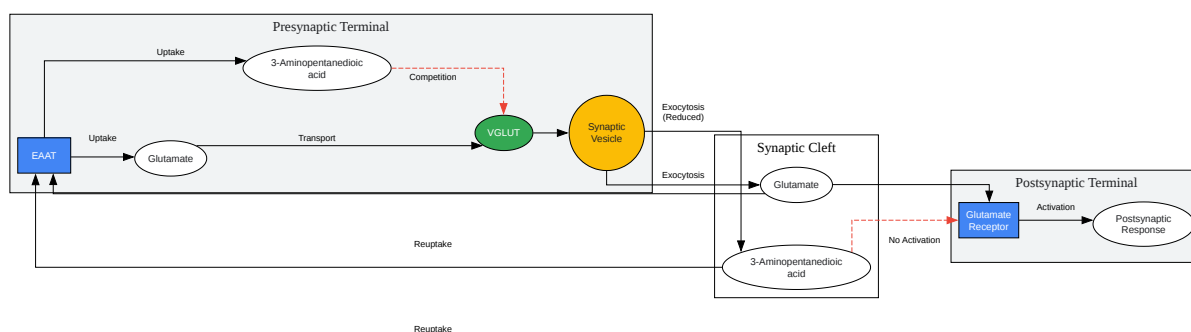 Presynaptic Terminal
Uptake
3-Aminopentanedioic
acid
Competition
Uptake
EAAT
Glutamate
Transport
VGLUT
Synaptic
Vesicle
Exocytosis
(Reduced)
Exocytosis
Synaptic Cleft
Glutamate
3-Aminopentanedioic
acid
No Activation
Postsynaptic Terminal
Glutamate
Receptor
Activation
Postsynaptic
Response
Reuptake
Reuptake